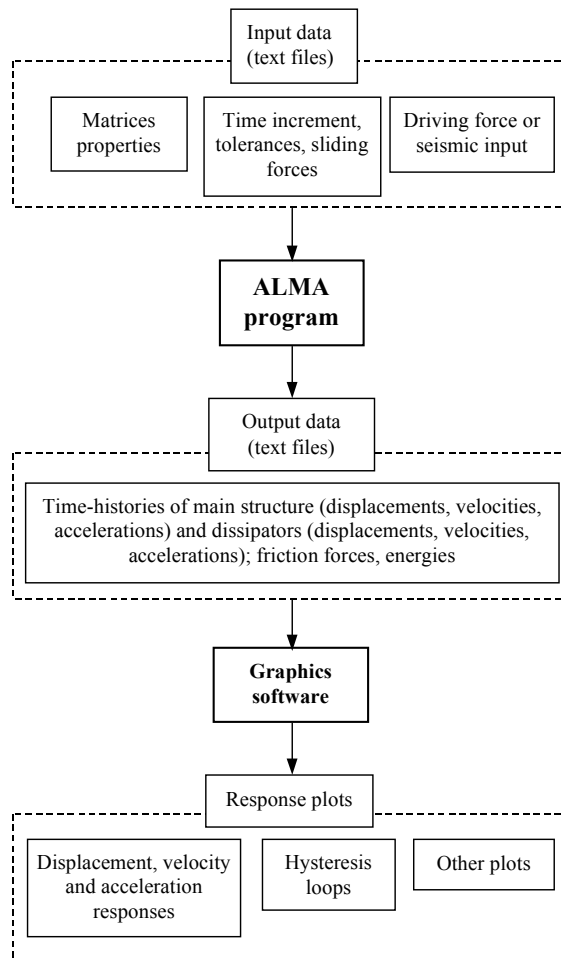 Input data
(text files)
Matrices
properties
Time increment,
tolerances, sliding
forces
Driving force or
seismic input
ALMA
program
Output data
(text files)
Time-histories of main structure (displacements, velocities,
accelerations) and dissipators (displacements, velocities,
accelerations); friction forces, energies
Graphics
software
Response plots
Displacement, velocity
and acceleration
responses
Hysteresis
loops
Other plots